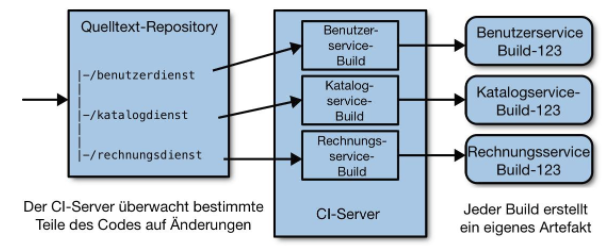 Quelltext-Repository
|-/benutzerdienst
|-/katalogdienst
|-/rechnungsdienst
Benutzer-
service-
Build
Katalog-
service-
Build
Rechnungs-
service-
Build
CI-Server
Benutzerservice
Build-123
Katalogservice-
Build-123
Rechnungsservice
Build-123
Der CI-Server überwacht bestimmte
Teile des Codes auf Änderungen
Jeder Build erstellt
ein eigenes Artefakt